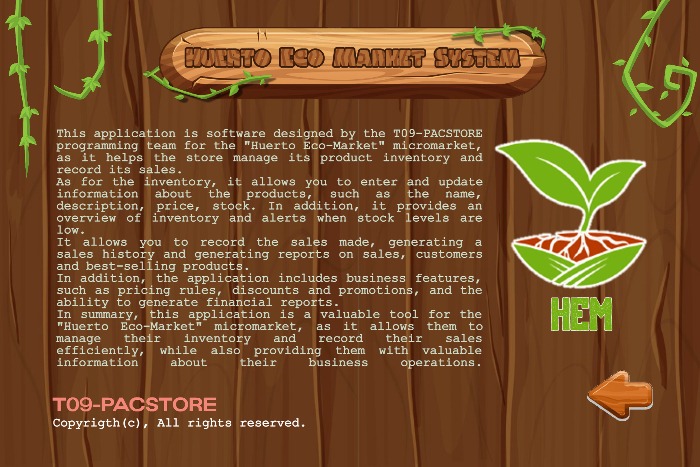 Huerto Eco Market System
This application is software designed by the T09-PACSTORE
programming team for the "Huerto Eco-Market" micromarket,
as it helps the store manage its product inventory and
record its sales.
As for the inventory, it allows you to enter and update
information about the products, such as the name,
description, price, stock. In addition, it provides an
overview of inventory and alerts when stock levels are
low.
It allows you to record the sales made, generating a
sales history and generating reports on sales, customers
and best-selling products.
In addition, the application includes business features,
such as pricing rules, discounts and promotions, and the
ability to generate financial reports.
In summary, this application is a valuable tool for the
"Huerto Eco-Market" micromarket, as it allows them to
manage their inventory and record their sales
efficiently, while also providing them with valuable
information about their business operations.
HEM
T09-PACSTORE
Copyrigth(c), All rights reserved.